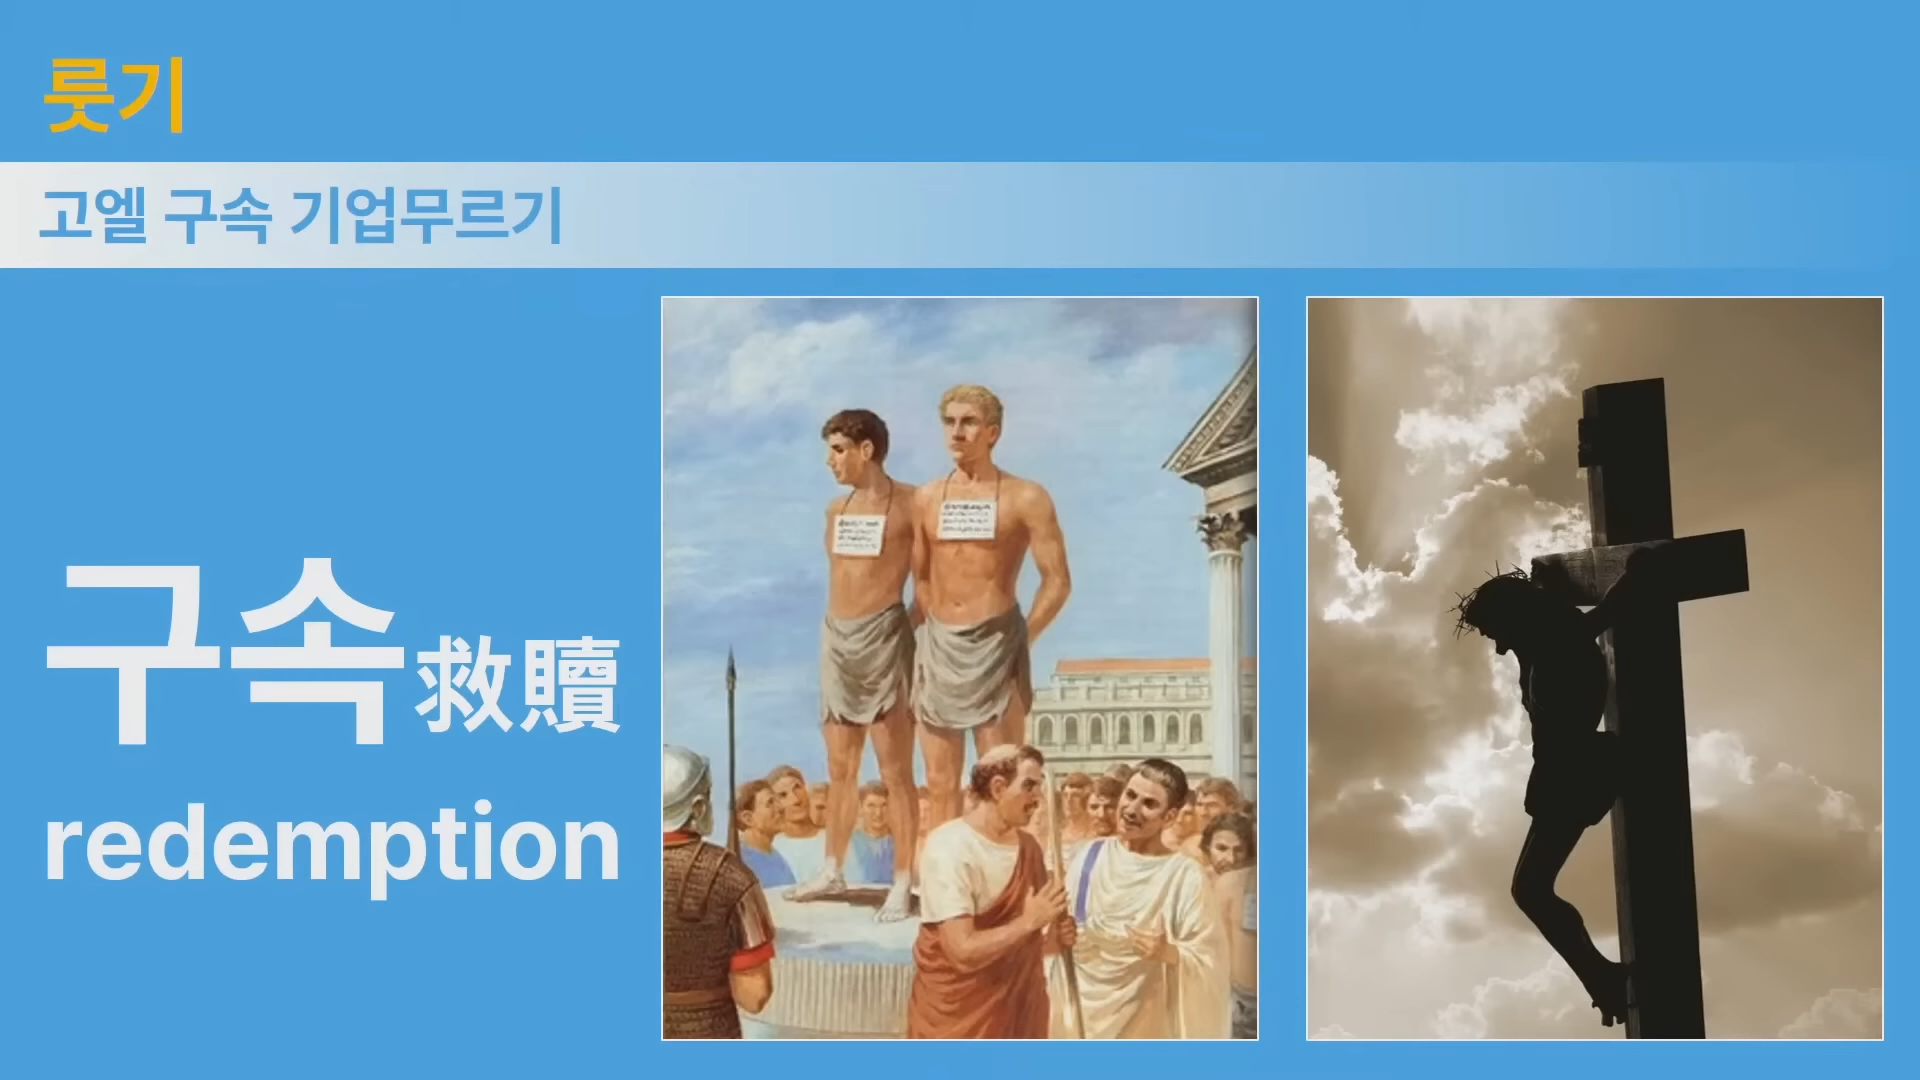 룻기
고엘 구속 기업무르기
구속 救贖
redemption